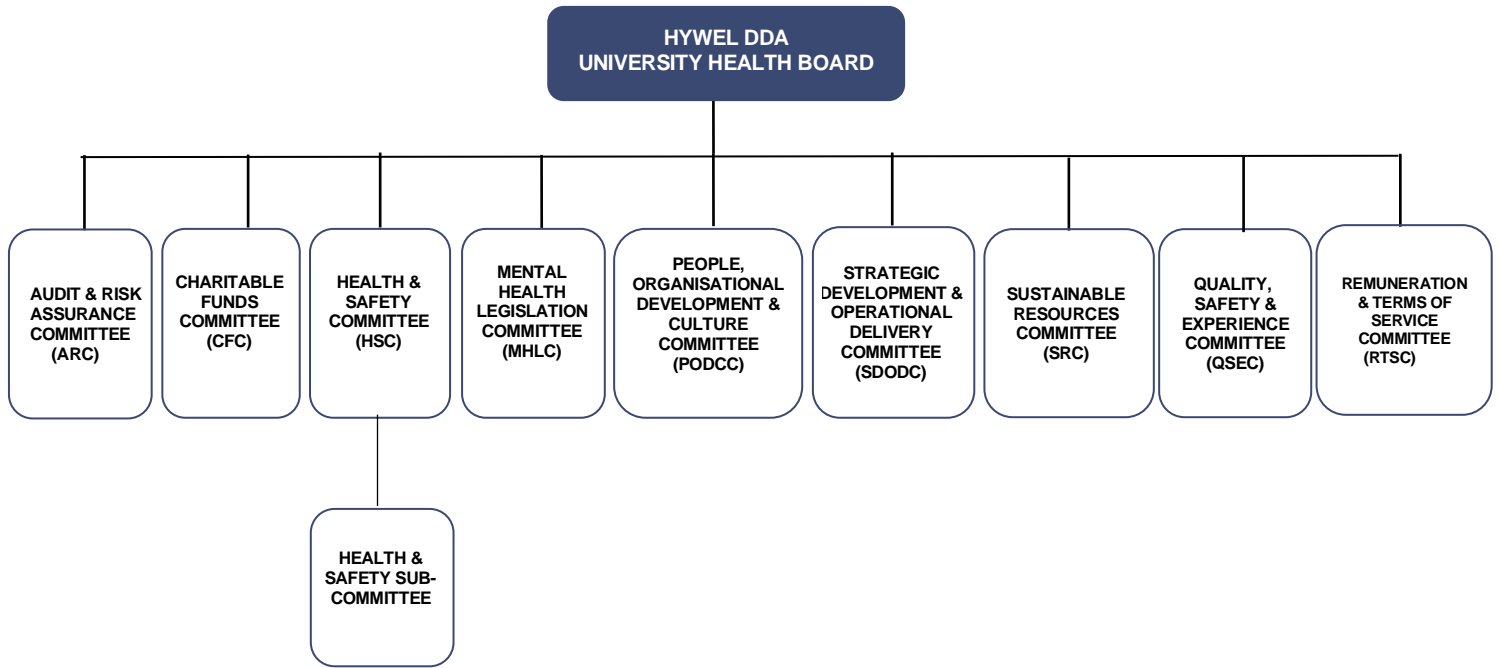 HYWEL DDA
UNIVERSITY HEALTH BOARD
AUDIT & RISK
ASSURANCE
COMMITTEE
(ARC)
CHARITABLE
FUNDS
COMMITTEE
(CFC)
HEALTH &
SAFETY
COMMITTEE
(HSC)
MENTAL
HEALTH
LEGISLATION
COMMITTEE
(MHLC)
PEOPLE,
ORGANISATIONAL
DEVELOPMENT &
CULTURE
COMMITTEE
(PODCC)
STRATEGIC
DEVELOPMENT &
OPERATIONAL
DELIVERY
COMMITTEE
(SDODC)
SUSTAINABLE
RESOURCES
COMMITTEE
(SRC)
QUALITY,
SAFETY &
EXPERIENCE
COMMITTEE
(QSEC)
REMUNERATION
& TERMS OF
SERVICE
COMMITTEE
(RTSC)
HEALTH &
SAFETY SUB-
COMMITTEE